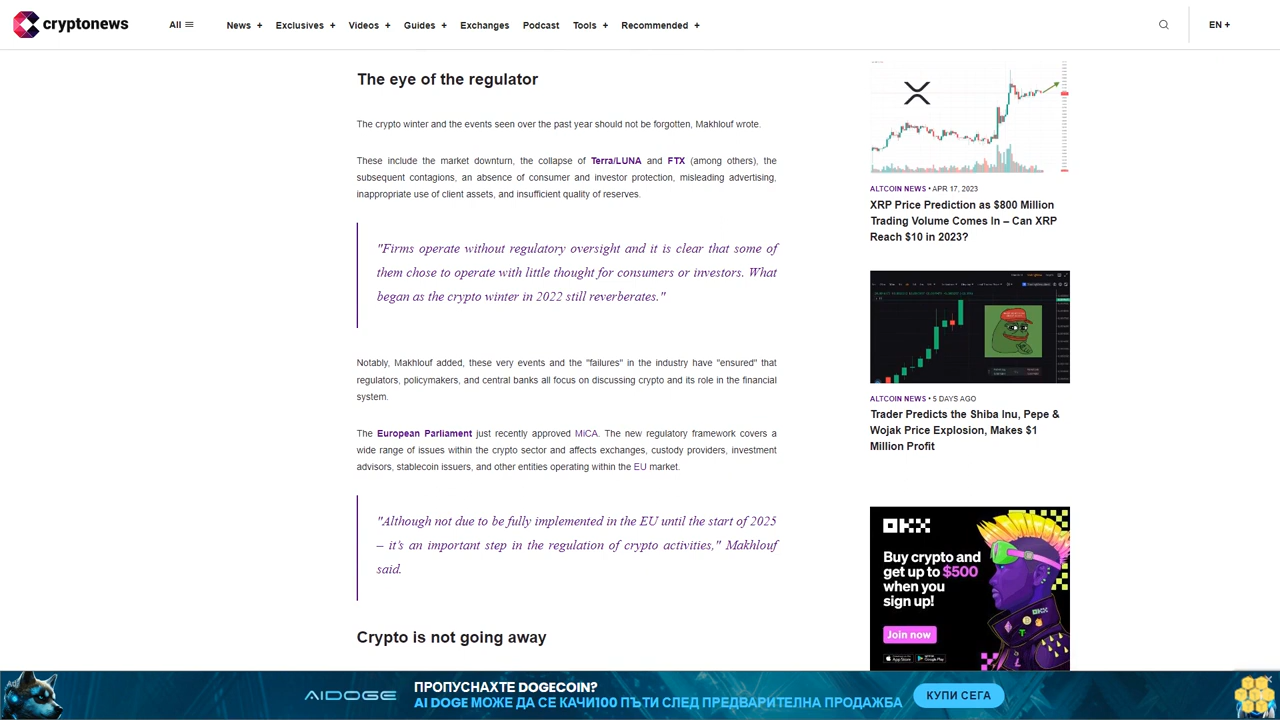 cryptonews
All
News +
Exclusives +
Videos +
Guides +
Exchanges
Podcast
Tools +
Recommended +
EN +
The eye of the regulator
crypto winter and the events seen over the past year should not be forgotten, Makhlouf wrote.
include the market downturn, the collapse of Terra/LUNA and FTX (among others), the
subsequent contagions, an absence of consumer and investor protection, misleading advertising,
inappropriate use of client assets, and insufficient quality of reserves.
"Firms operate without regulatory oversight and it is clear that some of
them chose to operate with little thought for consumers or investors. What
began as the crypto winter in 2022 still reverberates."
Makhlouf added, these very events and the "failures" in the industry have "ensured" that
regulators, policymakers, and central banks all focus on discussing crypto and its role in the financial
system.
The European Parliament just recently approved MiCA. The new regulatory framework covers a
wide range of issues within the crypto sector and affects exchanges, custody providers, investment
advisors, stablecoin issuers, and other entities operating within the EU market.
"Although not due to be fully implemented in the EU until the start of 2025
– it's an important step in the regulation of crypto activities," Makhlouf
said.
Crypto is not going away
ALTCOIN NEWS • APR 17, 2023
XRP Price Prediction as $800 Million
Trading Volume Comes In – Can XRP
Reach $10 in 2023?
ALTCOIN NEWS • 5 DAYS AGO
Trader Predicts the Shiba Inu, Pepe &
Wojak Price Explosion, Makes $1
Million Profit
OKX
Buy crypto and
get up to $500
when you
sign up!
Join now
App Store
Google Play
AIDOGE
ПРОПУСНАХТЕ DOGECOIN?
AI DOGE МОЖЕ ДА СЕ КАЧИ100 ПЪТИ СЛЕД ПРЕДВАРИТЕЛНА ПРОДАЖБА
КУПИ СЕГА